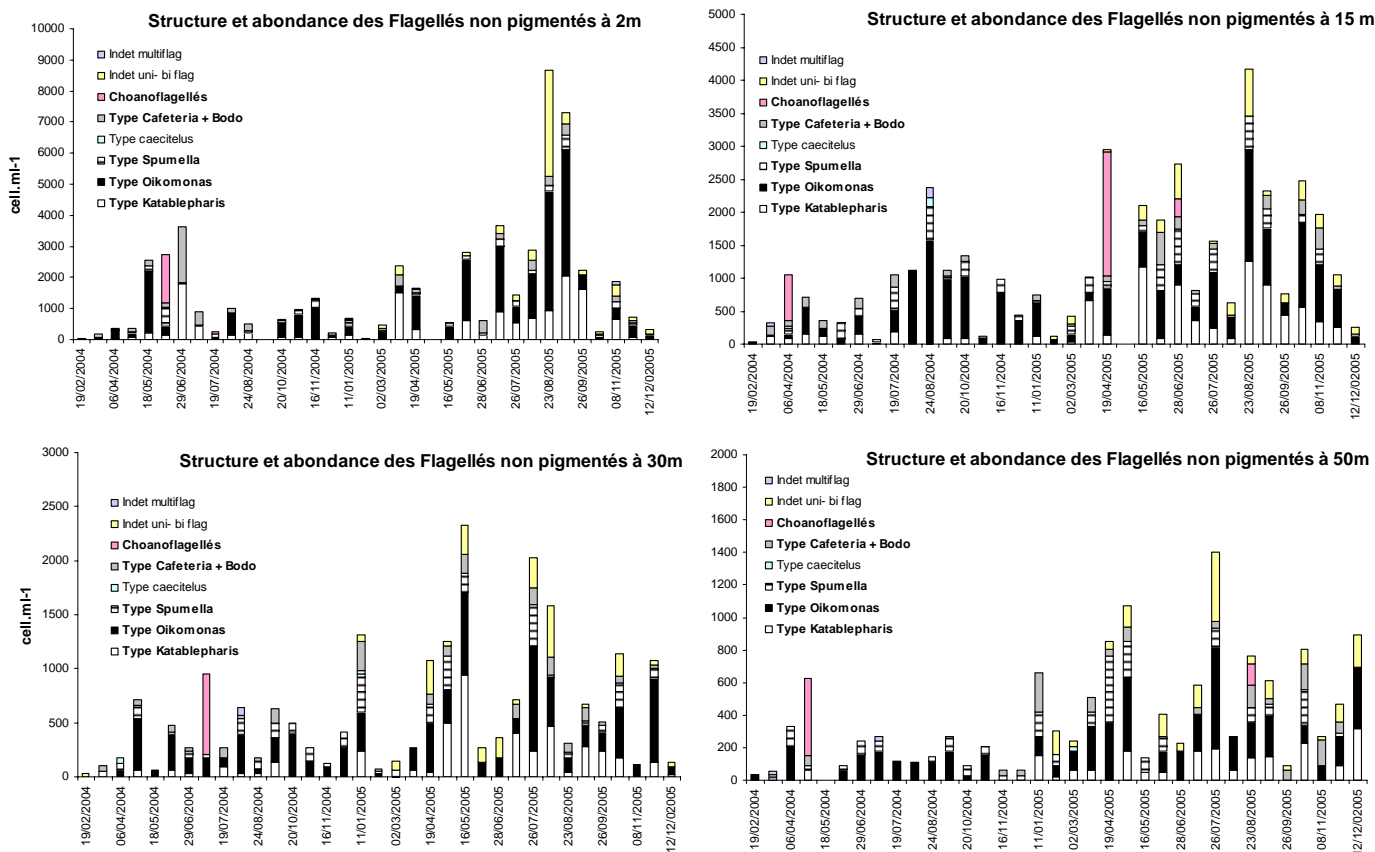 Structure et abondance des Flagellés non pigmentés à 2m
cell.ml-1
10000
9000
8000
7000
6000
5000
4000
3000
2000
1000
0
Indet multiflag
Indet uni- bi flag
Choanoflagellés
Type Cafeteria + Bodo
Type caecitelus
Type Spumella
Type Oikomonas
Type Katablepharis
19/02/2004
06/04/2004
18/05/2004
29/06/2004
19/07/2004
24/08/2004
20/10/2004
16/11/2004
11/01/2005
02/03/2005
19/04/2005
16/05/2005
28/06/2005
26/07/2005
23/08/2005
26/09/2005
08/11/2005
12/12/02005
Structure et abondance des Flagellés non pigmentés à 15 m
5000
4500
4000
3500
3000
2500
2000
1500
1000
500
0
Indet multiflag
Indet uni- bi flag
Choanoflagellés
Type Cafeteria + Bodo
Type caecitelus
Type Spumella
Type Oikomonas
Type Katablepharis
19/02/2004
06/04/2004
18/05/2004
29/06/2004
19/07/2004
24/08/2004
20/10/2004
16/11/2004
11/01/2005
02/03/2005
19/04/2005
16/05/2005
28/06/2005
26/07/2005
23/08/2005
26/09/2005
08/11/2005
12/12/02005
Structure et abondance des Flagellés non pigmentés à 30m
cell.ml-1
3000
2500
2000
1500
1000
500
0
Indet multiflag
Indet uni- bi flag
Choanoflagellés
Type Cafeteria + Bodo
Type caecitelus
Type Spumella
Type Oikomonas
Type Katablepharis
19/02/2004
06/04/2004
18/05/2004
29/06/2004
19/07/2004
24/08/2004
20/10/2004
16/11/2004
11/01/2005
02/03/2005
19/04/2005
16/05/2005
28/06/2005
26/07/2005
23/08/2005
26/09/2005
08/11/2005
12/12/02005
Structure et abondance des Flagellés non pigmentés à 50m
2000
1800
1600
1400
1200
1000
800
600
400
200
0
Indet multiflag
Indet uni- bi flag
Choanoflagellés
Type Cafeteria + Bodo
Type caecitelus
Type Spumella
Type Oikomonas
Type Katablepharis
19/02/2004
06/04/2004
18/05/2004
29/06/2004
19/07/2004
24/08/2004
20/10/2004
16/11/2004
11/01/2005
02/03/2005
19/04/2005
16/05/2005
28/06/2005
26/07/2005
23/08/2005
26/09/2005
08/11/2005
12/12/02005